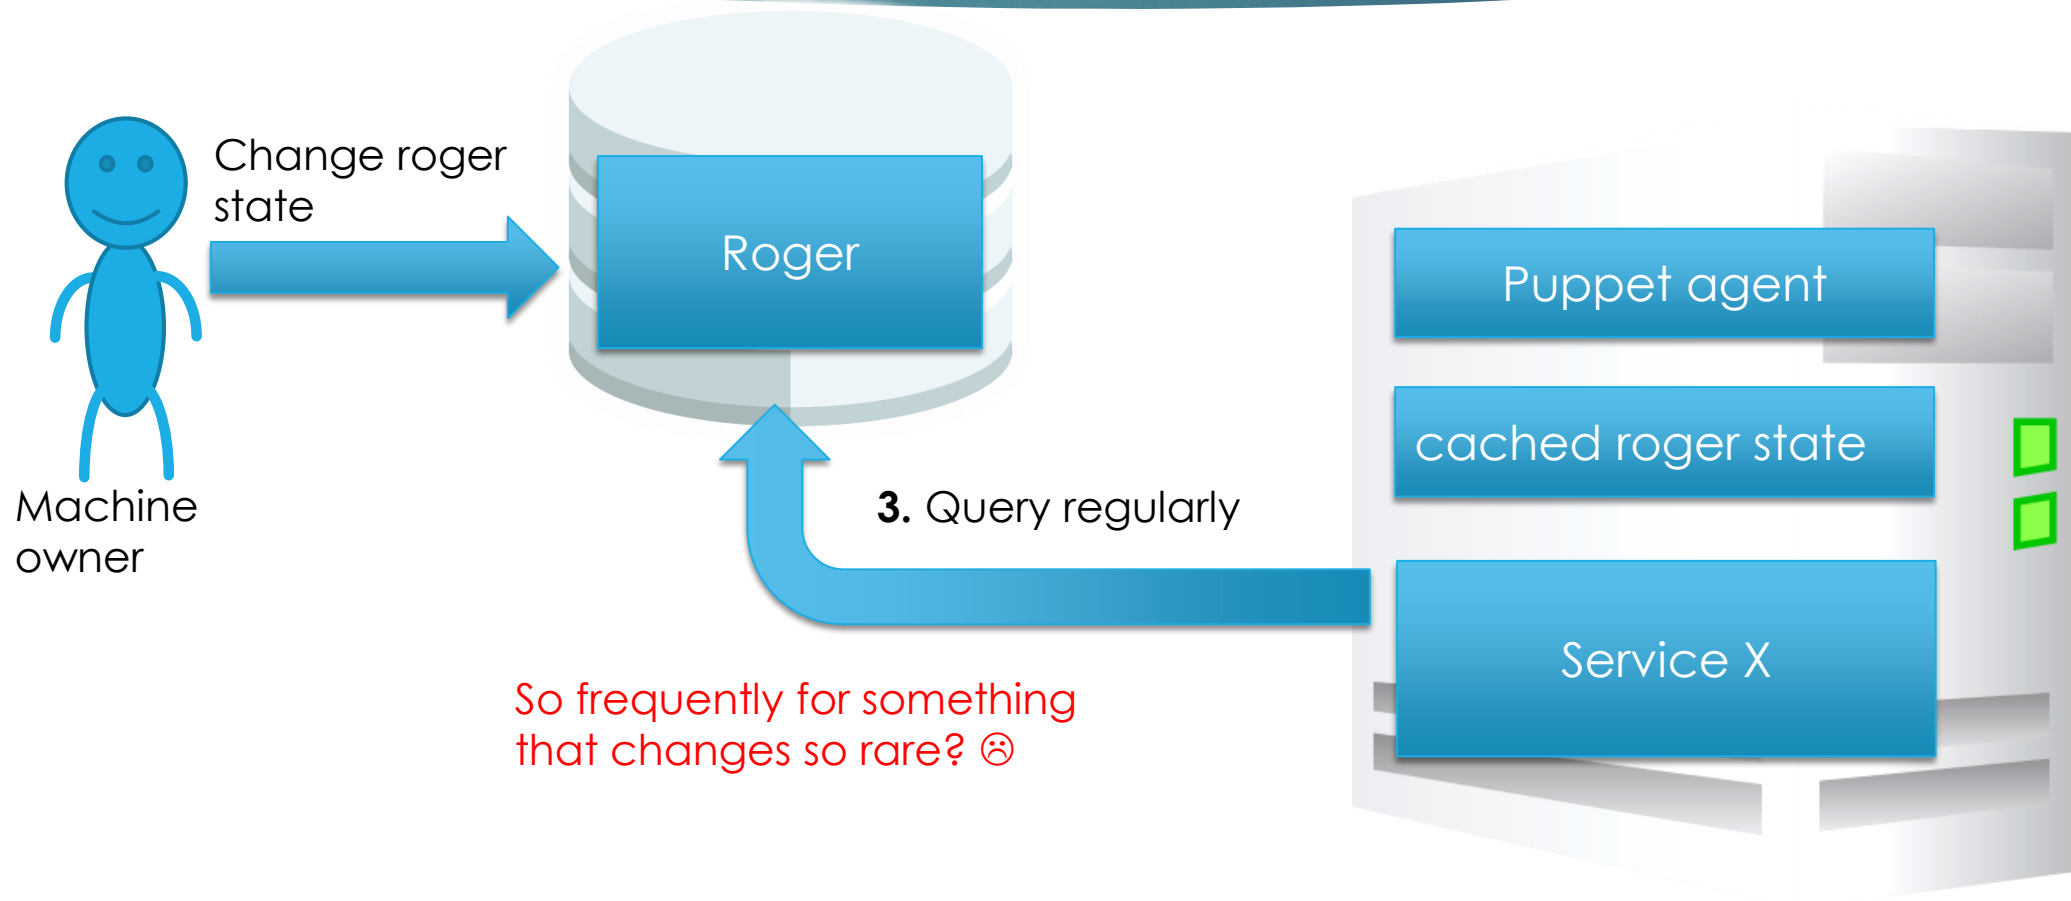 Change roger
state
Roger
Puppet agent
cached roger state
Machine
owner
3. Query regularly
Service X
So frequently for something
that changes so rare? ☹